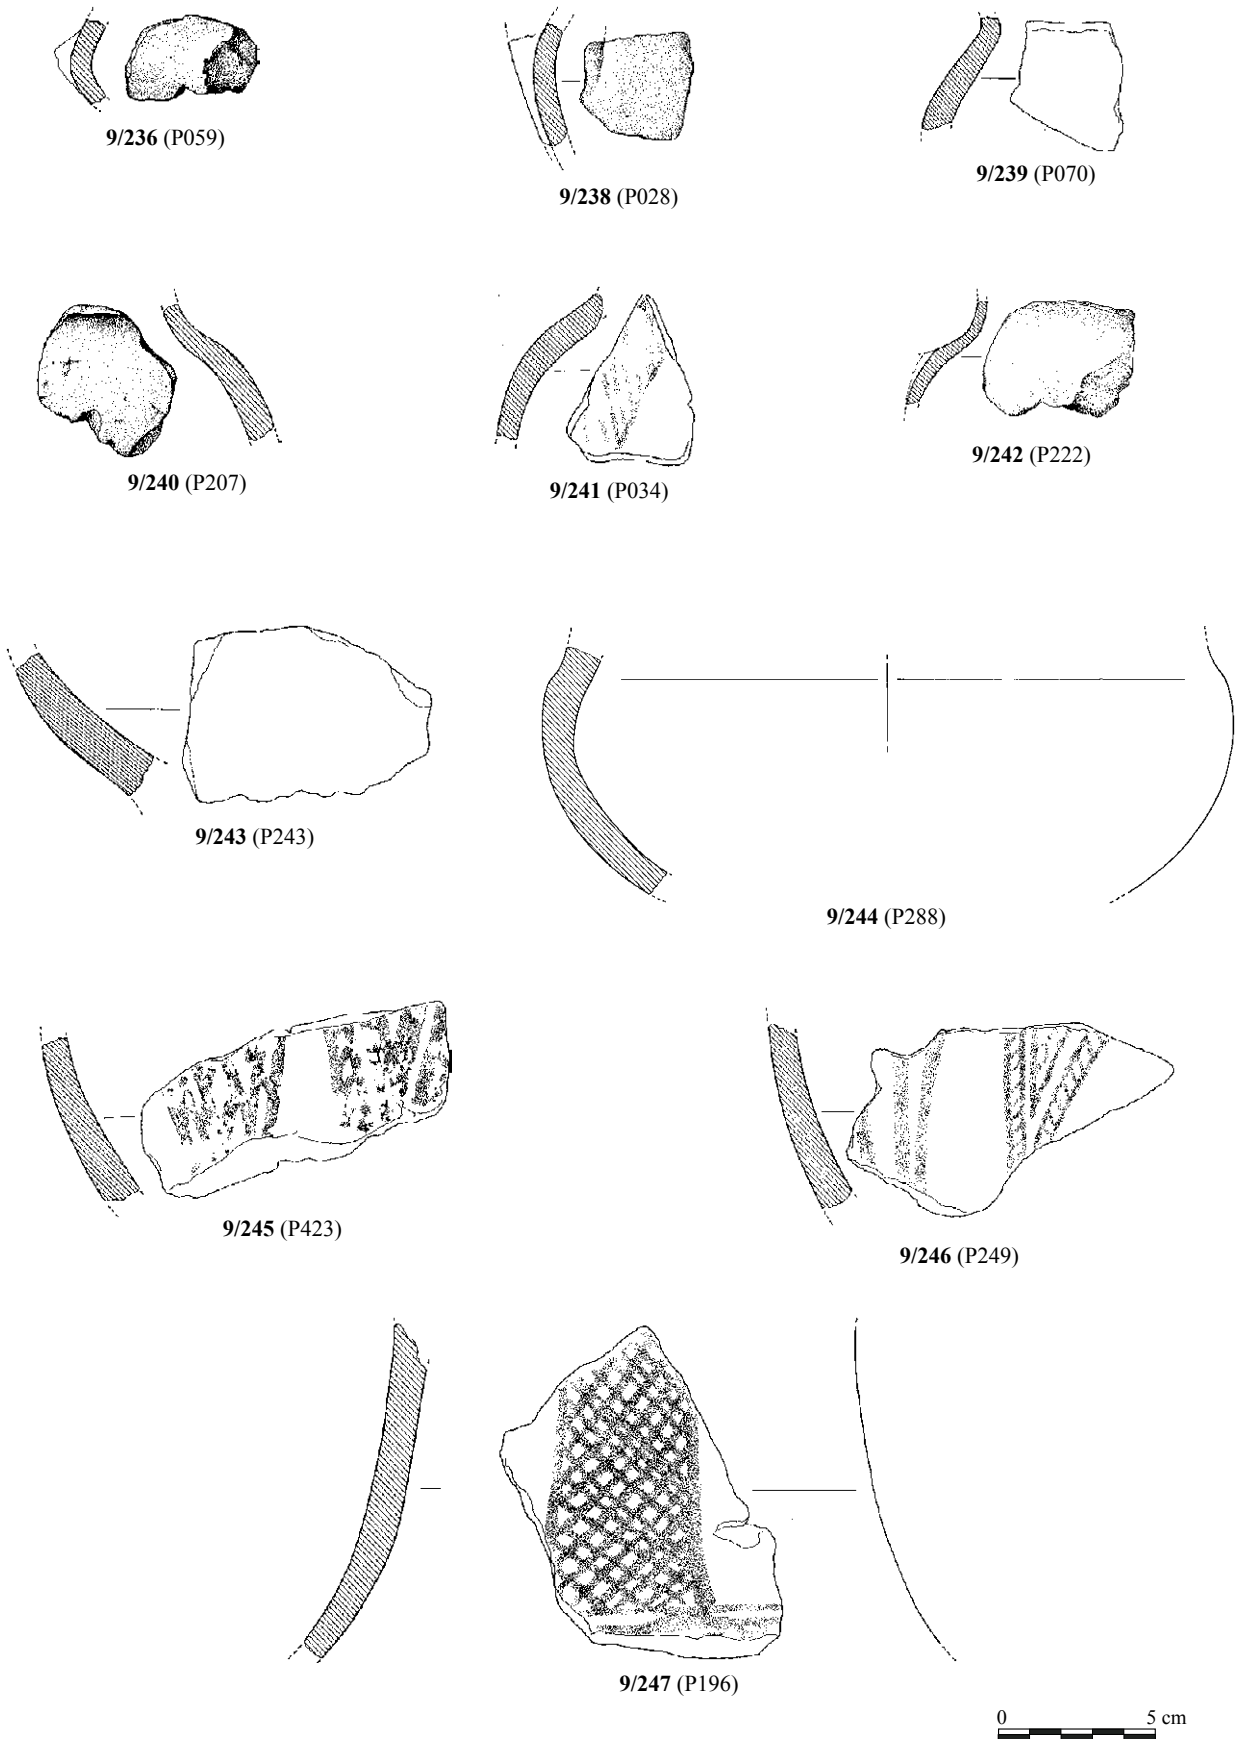 9/236 (P059)
9/238 (P028)
9/239 (P070)
9/240 (P207)
9/241 (P034)
9/242 (P222)
9/243 (P243)
9/244 (P288)
9/245 (P423)
9/246 (P249)
9/247 (P196)
0 5 cm